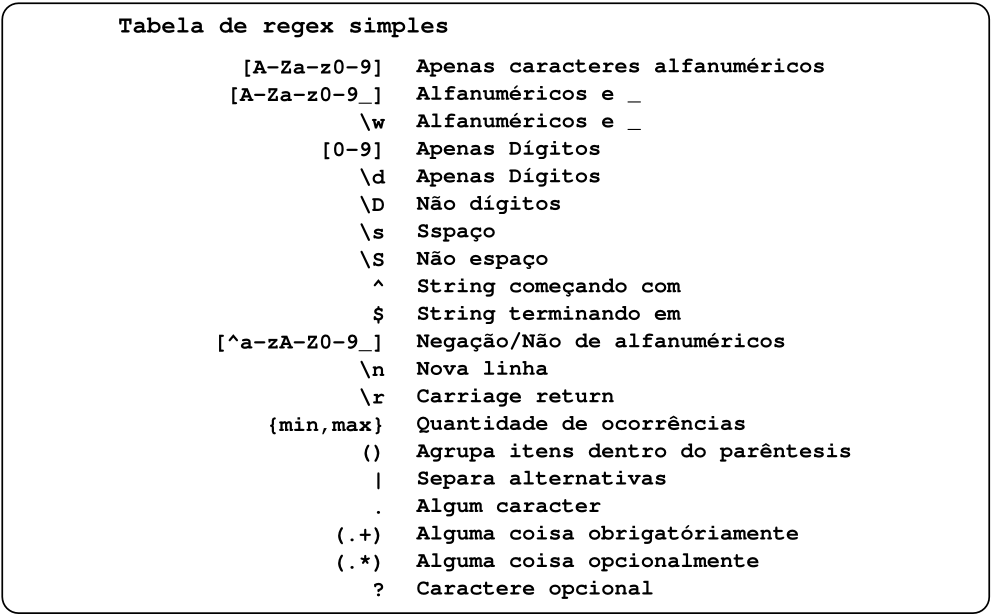 Tabela de regex simples
[A-Za-z0-9] Apenas caracteres alfanuméricos
[A-Za-z0-9_] Alfanuméricos e _
\w Alfanuméricos e _
[0-9] Apenas Dígitos
\d Apenas Dígitos
\D Não dígitos
\s Sspaço
\S Não espaço
^ String começando com
$ String terminando em
[^a-zA-Z0-9_] Negação/Não de alfanuméricos
\n Nova linha
\r Carriage return
{min,max} Quantidade de ocorrências
() Agrupa itens dentro do parêntesis
| Separa alternativas
. Algum caracter
(.+) Alguma coisa obrigatóriamente
(.*) Alguma coisa opcionalmente
? Caractere opcional